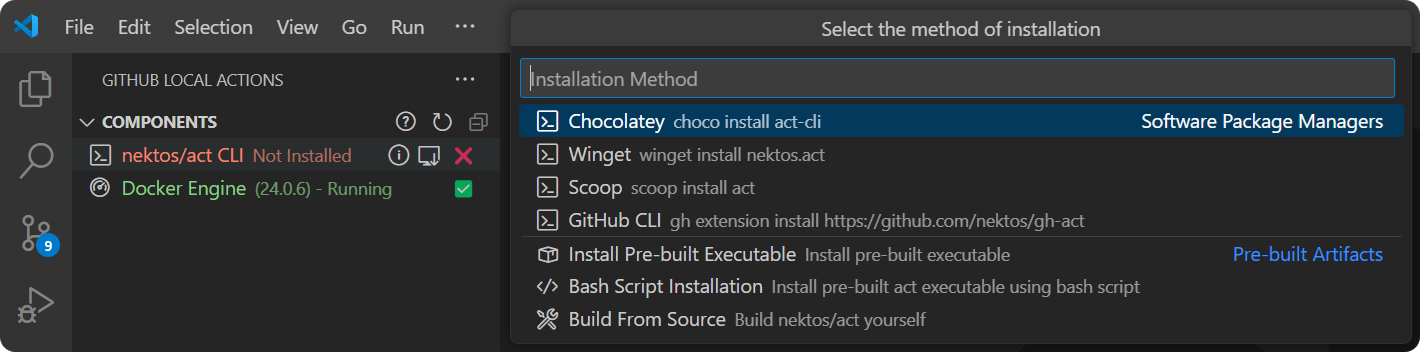 File Edit Selection View Go Run ···
Select the method of installation
GITHUB LOCAL ACTIONS ···
Installation Method
COMPONENTS
Chocolatey choco install act-cli Software Package Managers
nektos/act CLI Not Installed
Winget winget install nektos.act
Docker Engine (24.0.6) - Running
Scoop scoop install act
GitHub CLI gh extension install https://github.com/nektos/gh-act
9
Install Pre-built Executable Install pre-built executable Pre-built Artifacts
Bash Script Installation Install pre-built act executable using bash script
Build From Source Build nektos/act yourself